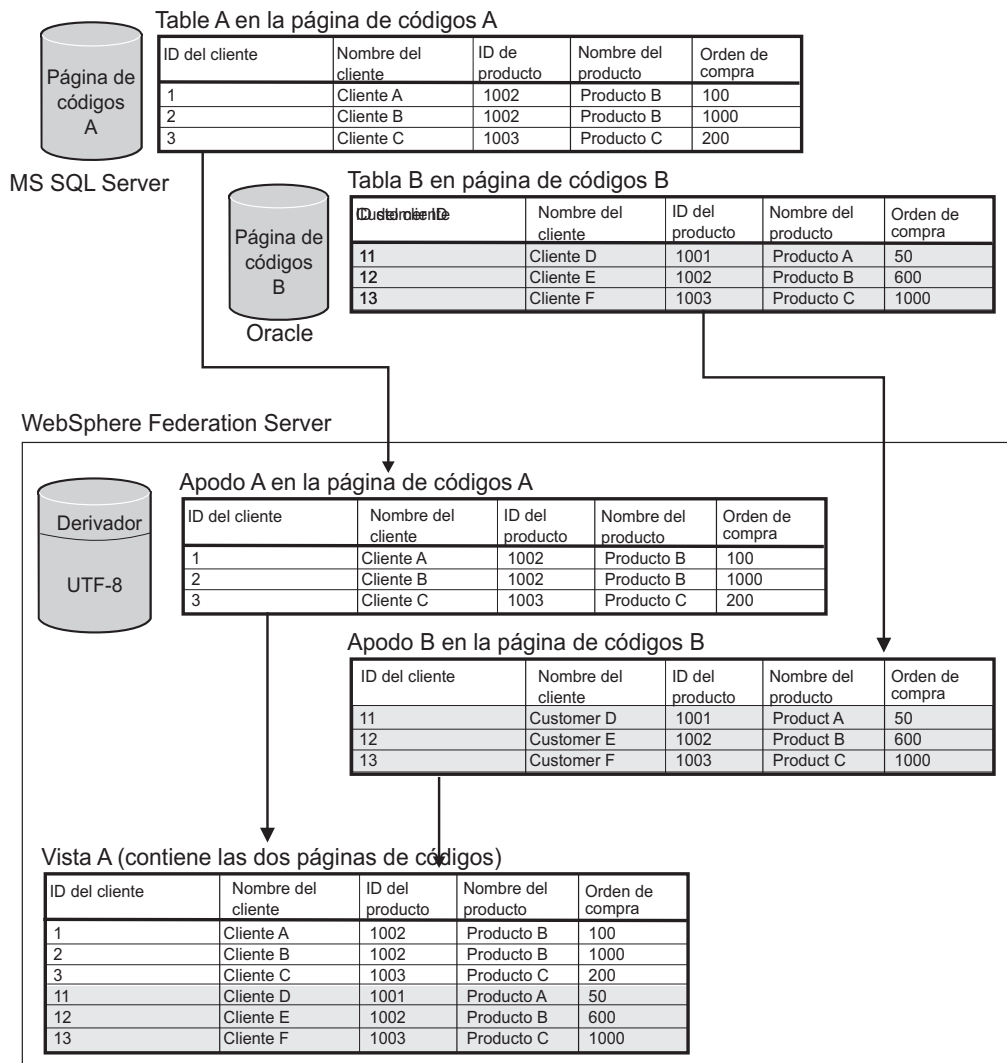 Table A en la página de códigos A
Página de
códigos
A
MS SQL Server
ID del cliente Nombre del cliente ID de producto Nombre del producto Orden de compra
1 Cliente A 1002 Producto B 100
2 Cliente B 1002 Producto B 1000
3 Cliente C 1003 Producto C 200
Tabla B en página de códigos B
Página de
códigos
B
Oracle
Nombre del cliente ID del producto Nombre del producto Orden de compra
11 Cliente D 1001 Producto A 50
12 Cliente E 1002 Producto B 600
13 Cliente F 1003 Producto C 1000
WebSphere Federation Server
Derivador
UTF-8
Apodo A en la página de códigos A
ID del cliente Nombre del cliente ID del producto Nombre del producto Orden de compra
1 Cliente A 1002 Producto B 100
2 Cliente B 1002 Producto B 1000
3 Cliente C 1003 Producto C 200
Apodo B en la página de códigos B
ID del cliente Nombre del cliente ID del producto Nombre del producto Orden de compra
11 Customer D 1001 Product A 50
12 Customer E 1002 Product B 600
13 Customer F 1003 Product C 1000
Vista A (contiene las dos páginas de códigos)
ID del cliente Nombre del cliente ID del producto Nombre del producto Orden de compra
1 Cliente A 1002 Producto B 100
2 Cliente B 1002 Producto B 1000
3 Cliente C 1003 Producto C 200
11 Cliente D 1001 Producto A 50
12 Cliente E 1002 Producto B 600
13 Cliente F 1003 Producto C 1000